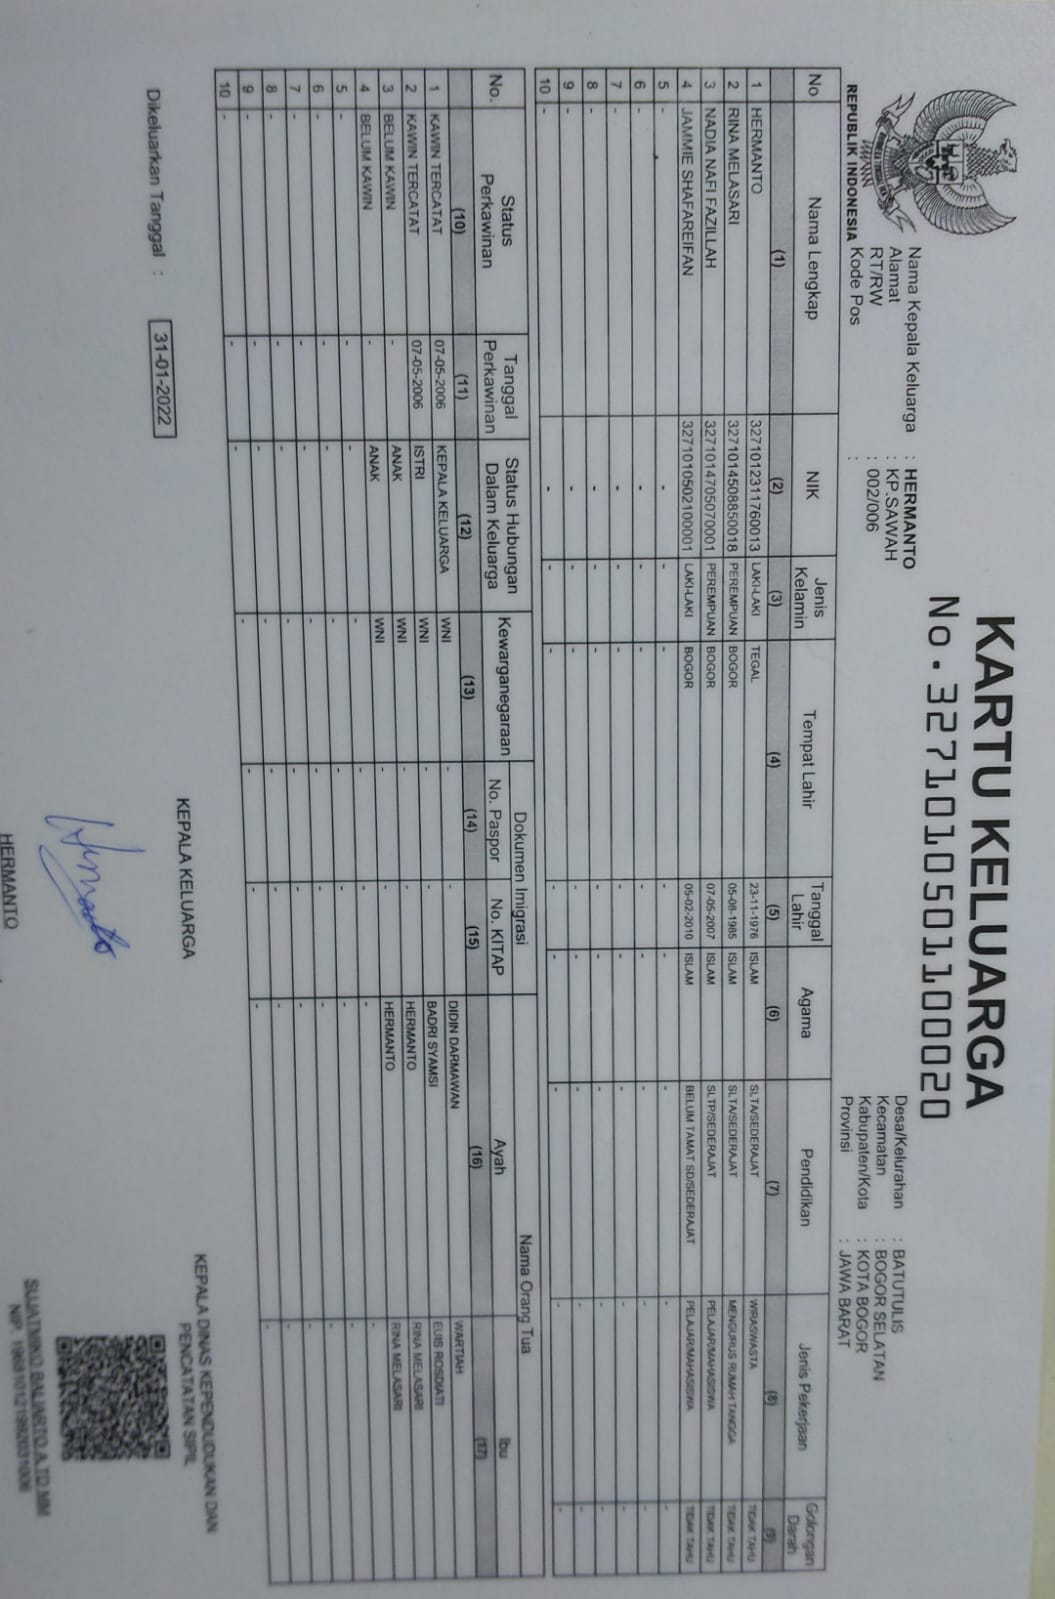 KARTU KELUARGA
No.3271010501100020
REPUBLIK INDONESIA
Nama Kepala Keluarga : HERMANTO
Alamat : KP.SAWAH
RT/RW : 002/006
Kode Pos :
Desa/Kelurahan : BATUTULIS
Kecamatan : BOGOR SELATAN
Kabupaten/Kota : KOTA BOGOR
Provinsi : JAWA BARAT
No Nama Lengkap NIK Jenis Kelamin Tempat Lahir Tanggal Lahir Agama Pendidikan Jenis Pekerjaan Golongan Darah
(1) (2) (3) (4) (5) (6) (7) (8) (9)
1 HERMANTO 3271012311760013 LAKI-LAKI TEGAL 23-11-1976 ISLAM SLTA/SEDERAJAT WIRASWASTA TIDAK TAHU
2 RINA MELASARI 3271014508850018 PEREMPUAN BOGOR 05-08-1985 ISLAM SLTA/SEDERAJAT MENGURUS RUMAH TANGGA TIDAK TAHU
3 NADIA NAFI FAZILLAH 3271014705070001 PEREMPUAN BOGOR 07-05-2007 ISLAM SLTP/SEDERAJAT PELAJAR/MAHASISWA TIDAK TAHU
4 JAMMIE SHAFAREIFAN 3271010502100001 LAKI-LAKI BOGOR 05-02-2010 ISLAM BELUM TAMAT SD/SEDERAJAT PELAJAR/MAHASISWA TIDAK TAHU
5 - - - - - - - - -
6 - - - - - - - - -
7 - - - - - - - - -
8 - - - - - - - - -
9 - - - - - - - - -
10 - - - - - - - - -
No. Status Perkawinan Tanggal Perkawinan Status Hubungan Dalam Keluarga Kewarganegaraan Dokumen Imigrasi Nama Orang Tua
No. Paspor No. KITAP Ayah Ibu
(10) (11) (12) (13) (14) (15) (16) (17)
1 KAWIN TERCATAT 07-05-2006 KEPALA KELUARGA WNI - - DIDIN DARMAWAN WARTIAH
2 KAWIN TERCATAT 07-05-2006 ISTRI WNI - - BADRI SYAMSI EUIS ROSDIATI
3 BELUM KAWIN - ANAK WNI - - HERMANTO RINA MELASARI
4 BELUM KAWIN - ANAK WNI - - HERMANTO RINA MELASARI
5 - - - - - - - -
6 - - - - - - - -
7 - - - - - - - -
8 - - - - - - - -
9 - - - - - - - -
10 - - - - - - - -
Dikeluarkan Tanggal : 31-01-2022
KEPALA KELUARGA
Hermanto
HERMANTO
KEPALA DINAS KEPENDUDUKAN DAN
PENCATATAN SIPIL
SUJATMIKO BALIARTO A.TD MM
NIP. 196810121992031006